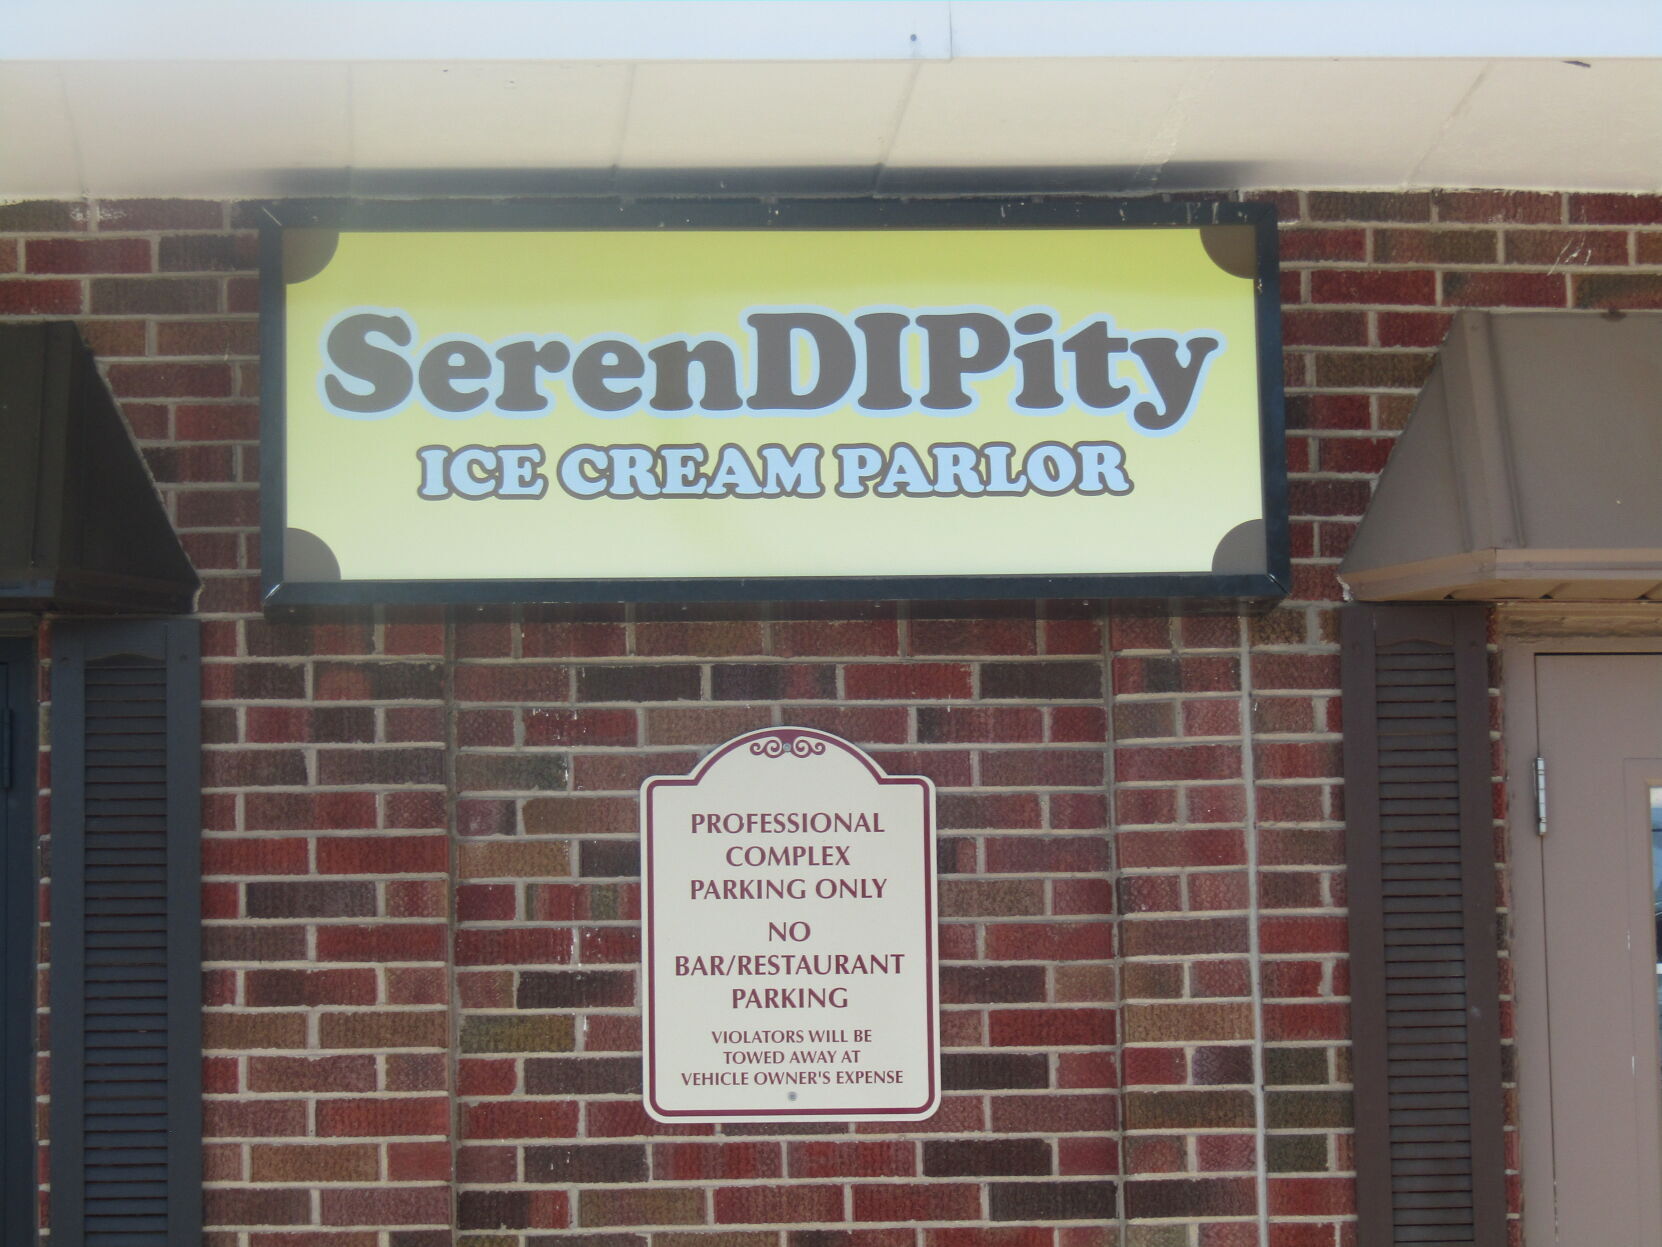 SerenDIPity
ICE CREAM PARLOR
PROFESSIONAL
COMPLEX
PARKING ONLY
NO
BAR/RESTAURANT
PARKING
VIOLATORS WILL BE
TOWED AWAY AT
VEHICLE OWNER'S EXPENSE